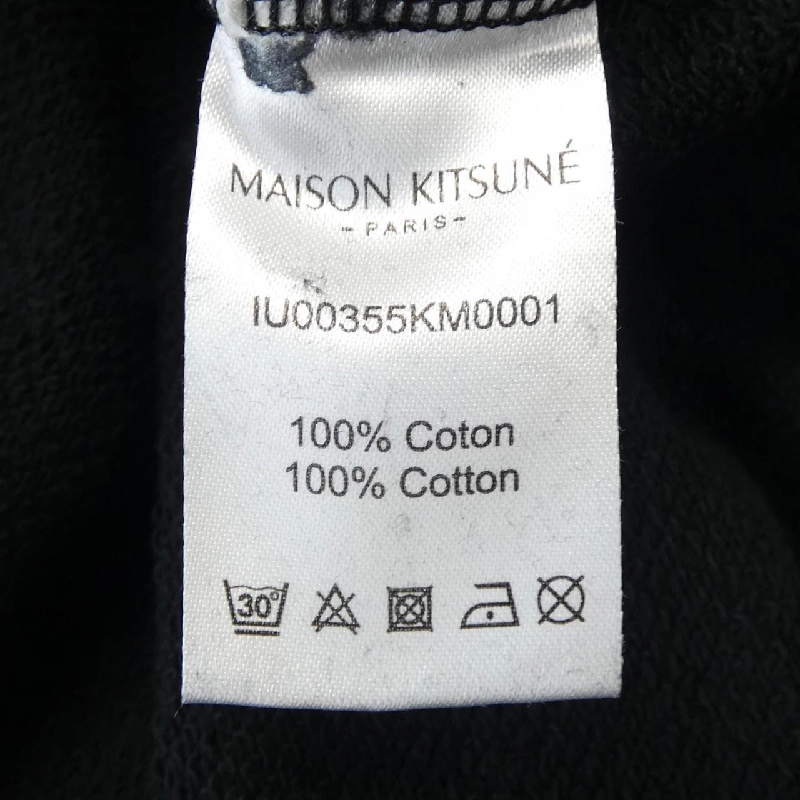 MAISON KITSUNÉ
- PARIS -
IU00355KM0001
100% Coton
100% Cotton
30°